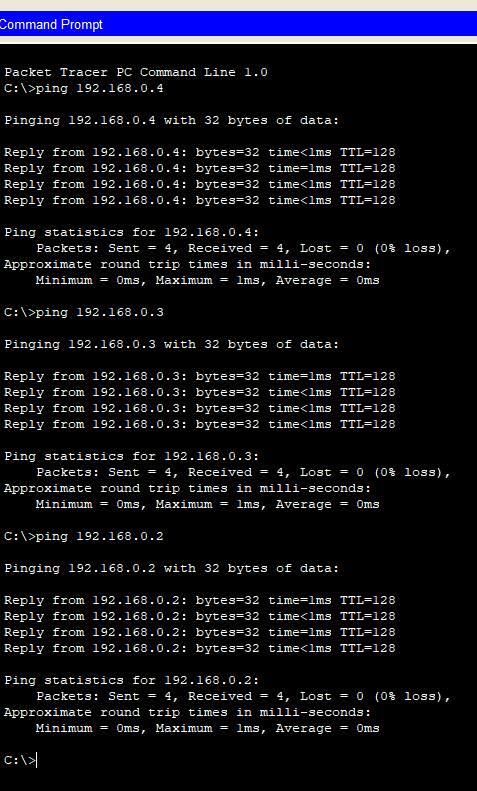 Command Prompt
Packet Tracer PC Command Line 1.0
C:\>ping 192.168.0.4
Pinging 192.168.0.4 with 32 bytes of data:
Reply from 192.168.0.4: bytes=32 time<1ms TTL=128
Reply from 192.168.0.4: bytes=32 time=1ms TTL=128
Reply from 192.168.0.4: bytes=32 time<1ms TTL=128
Reply from 192.168.0.4: bytes=32 time<1ms TTL=128
Ping statistics for 192.168.0.4:
    Packets: Sent = 4, Received = 4, Lost = 0 (0% loss),
Approximate round trip times in milli-seconds:
    Minimum = 0ms, Maximum = 1ms, Average = 0ms
C:\>ping 192.168.0.3
Pinging 192.168.0.3 with 32 bytes of data:
Reply from 192.168.0.3: bytes=32 time=1ms TTL=128
Reply from 192.168.0.3: bytes=32 time<1ms TTL=128
Reply from 192.168.0.3: bytes=32 time<1ms TTL=128
Reply from 192.168.0.3: bytes=32 time<1ms TTL=128
Ping statistics for 192.168.0.3:
    Packets: Sent = 4, Received = 4, Lost = 0 (0% loss),
Approximate round trip times in milli-seconds:
    Minimum = 0ms, Maximum = 1ms, Average = 0ms
C:\>ping 192.168.0.2
Pinging 192.168.0.2 with 32 bytes of data:
Reply from 192.168.0.2: bytes=32 time=1ms TTL=128
Reply from 192.168.0.2: bytes=32 time<1ms TTL=128
Reply from 192.168.0.2: bytes=32 time=1ms TTL=128
Reply from 192.168.0.2: bytes=32 time<1ms TTL=128
Ping statistics for 192.168.0.2:
    Packets: Sent = 4, Received = 4, Lost = 0 (0% loss),
Approximate round trip times in milli-seconds:
    Minimum = 0ms, Maximum = 1ms, Average = 0ms
C:\>